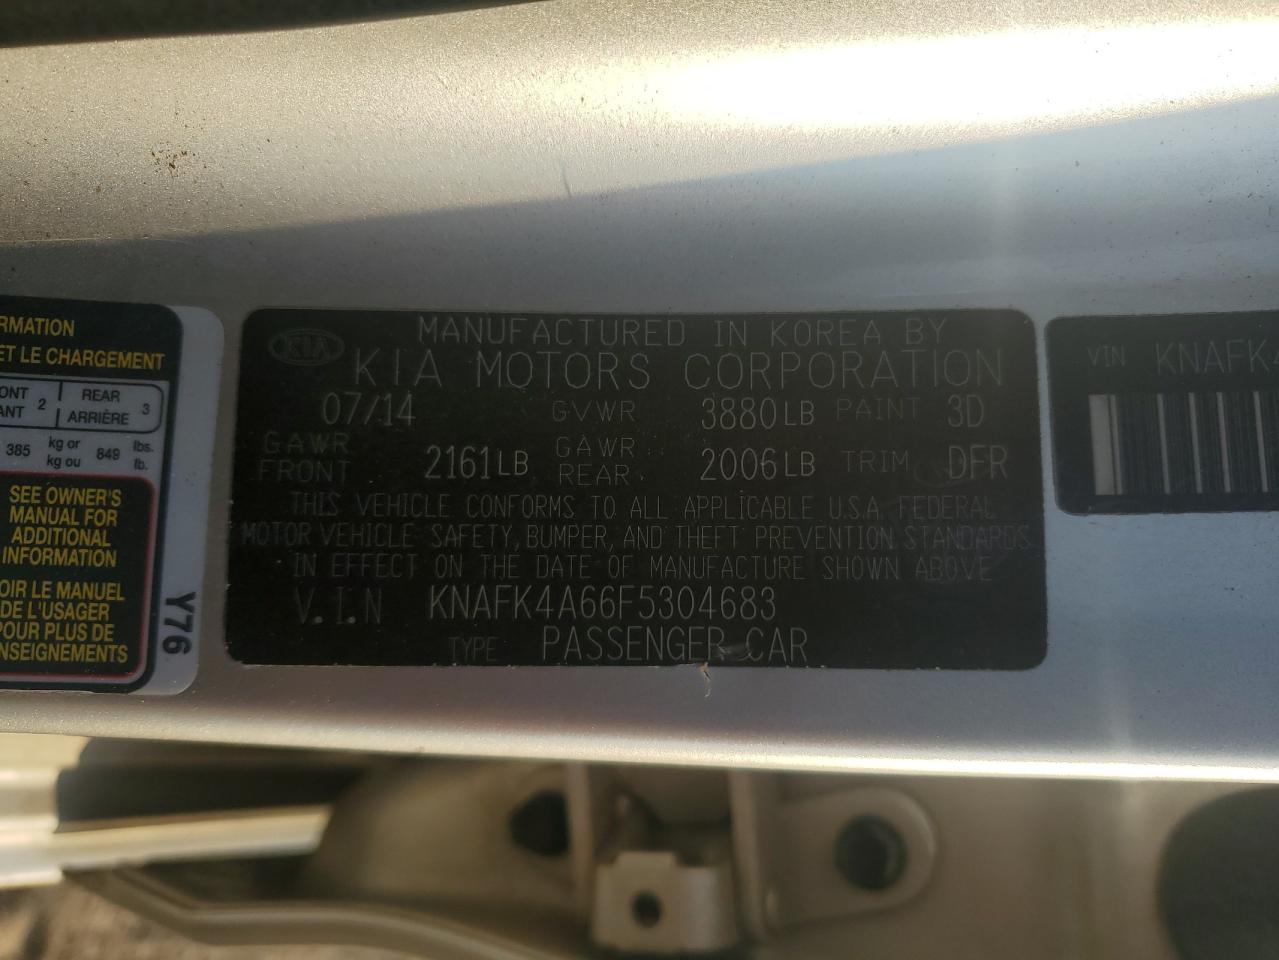 RMATION
ET LE CHARGEMENT
ONT
ANT 2
REAR
ARRIÈRE 3
385 kg or
kg ou 849 lbs.
lb.
SEE OWNER'S
MANUAL FOR
ADDITIONAL
INFORMATION
OIR LE MANUEL
DE L'USAGER
POUR PLUS DE
NSEIGNEMENTS
Y76
KIA
MANUFACTURED IN KOREA BY
KIA MOTORS CORPORATION
07/14 GVWR 3880LB PAINT 3D
GAWR
FRONT 2161LB GAWR
REAR 2006LB TRIM DFR
THIS VEHICLE CONFORMS TO ALL APPLICABLE U.S.A. FEDERAL
MOTOR VEHICLE SAFETY, BUMPER, AND THEFT PREVENTION STANDARDS
IN EFFECT ON THE DATE OF MANUFACTURE SHOWN ABOVE
V.I.N KNAFK4A66F5304683
TYPE PASSENGER CAR
VIN KNAFK4